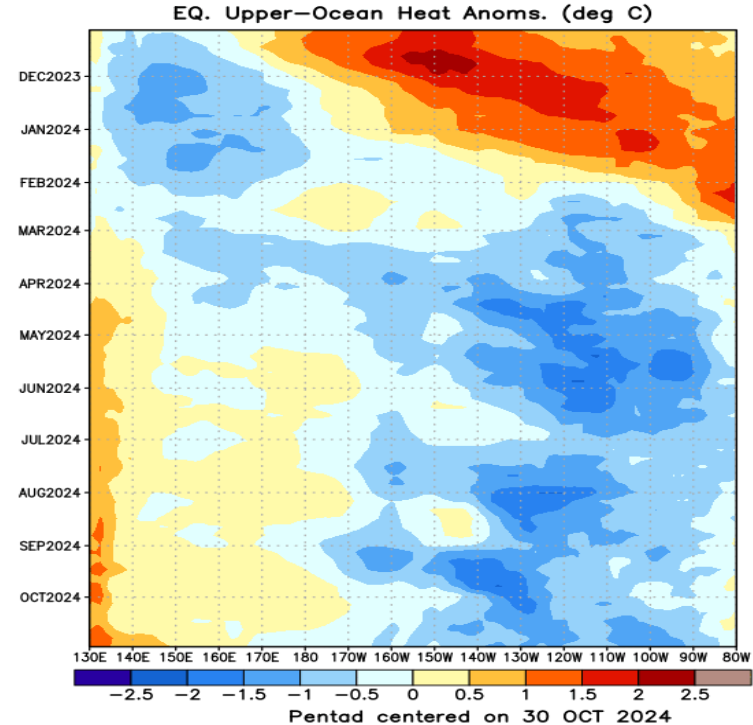 EQ. Upper-Ocean Heat Anoms. (deg C)
DEC2023
JAN2024
FEB2024
MAR2024
APR2024
MAY2024
JUN2024
JUL2024
AUG2024
SEP2024
OCT2024
130E 140E 150E 160E 170E 180 170W 160W 150W 140W 130W 120W 110W 100W 90W 80W
-2.5 -2 -1.5 -1 -0.5 0 0.5 1 1.5 2 2.5
Pentad centered on 30 OCT 2024